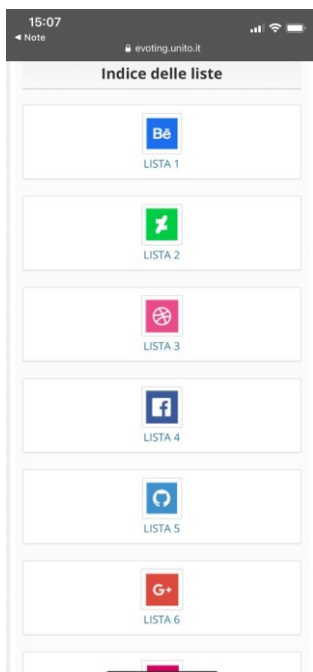 15:07
◀ Note
evoting.unito.it
Indice delle liste
Bē
LISTA 1
LISTA 2
LISTA 3
LISTA 4
LISTA 5
G+
LISTA 6